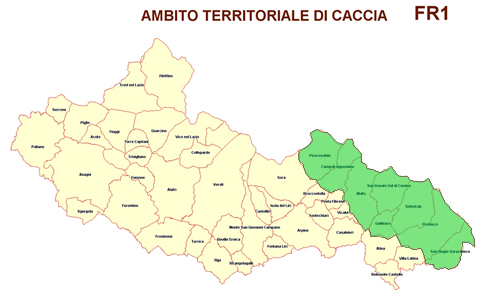 AMBITO TERRITORIALE DI CACCIA FR1
Filettino
Trevi nel Lazio
Serrone
Piglio
Paliano
Acuto
Fiuggi
Guarcino
Vico nel Lazio
Torre Cajetani
Trivigliano
Collepardo
Anagni
Fumone
Alatri
Veroli
Sora
Pescosolido
Campoli Appennino
San Donato Val di Comino
Alvito
Settefrati
Sgurgola
Ferentino
Broccostella
Posta Fibreno
Isola del Liri
Castelliri
Fontechiari
Vicalvi
Gallinaro
Picinisco
Monte San Giovanni Campano
Arpino
Casalvieri
Frosinone
Torrice
Boville Ernica
Fontana Liri
Atina
San Biagio Saracinisco
Ripi
Strangolagalli
Villa Latina
Belmonte Castello